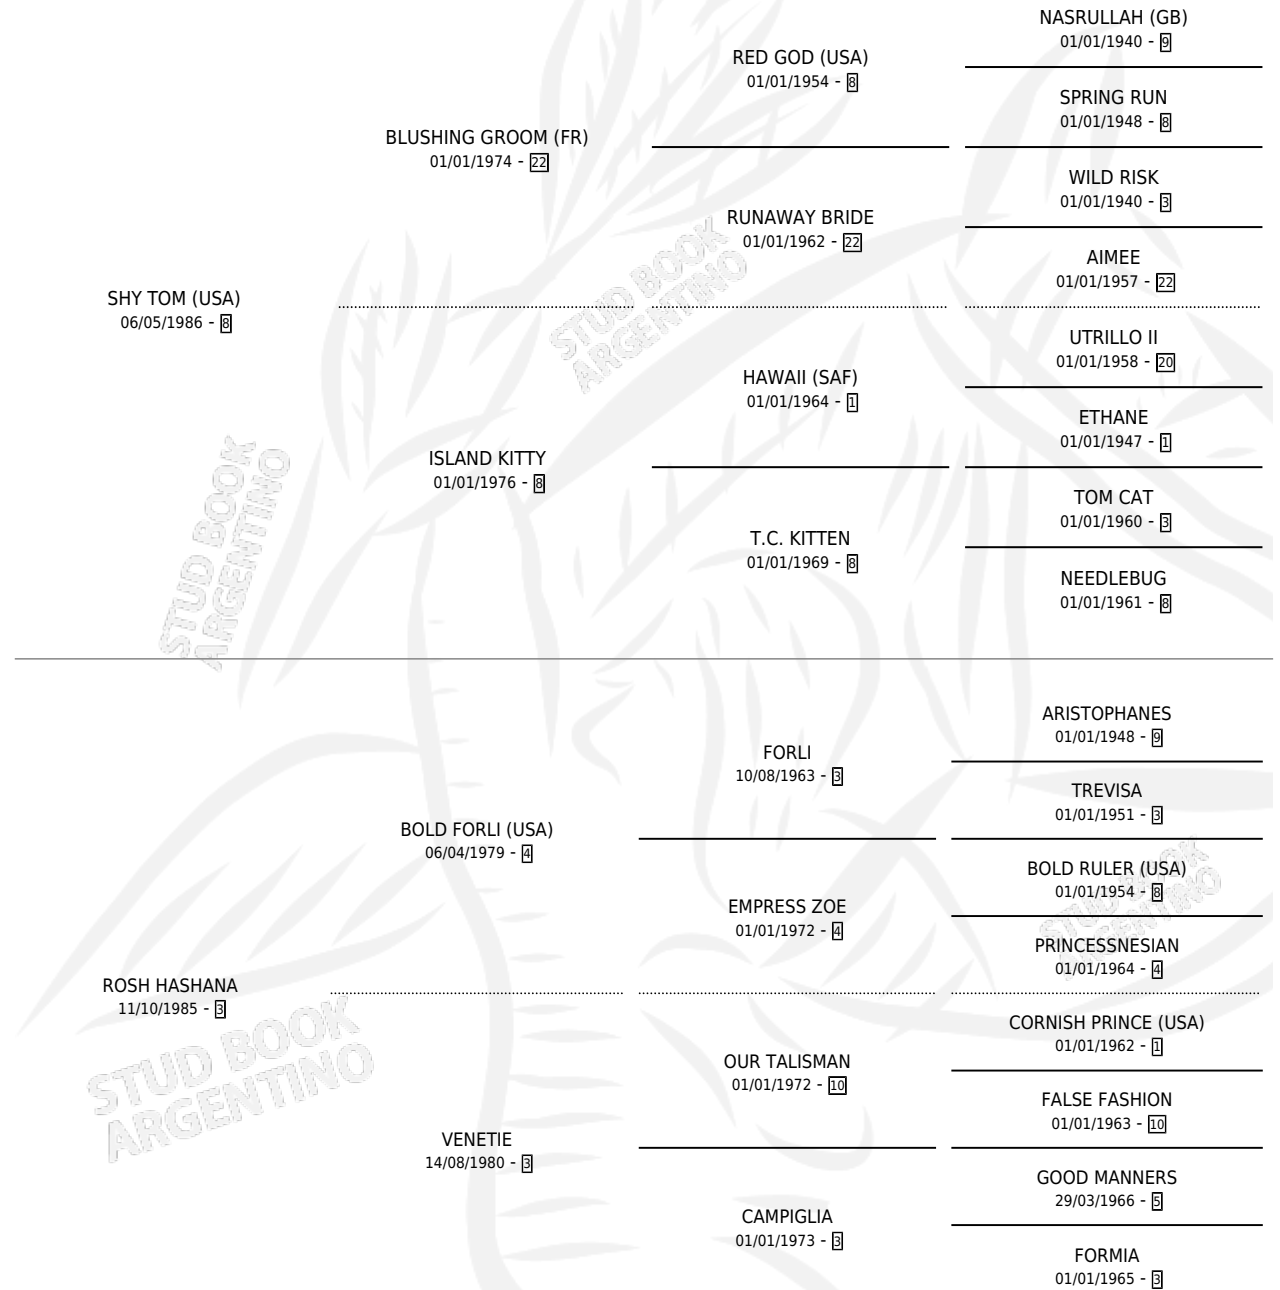 NASRULLAH (GB)
01/01/1940 - 9
RED GOD (USA)
01/01/1954 - 8
SPRING RUN
01/01/1948 - 8
BLUSHING GROOM (FR)
01/01/1974 - 22
WILD RISK
01/01/1940 - 3
RUNAWAY BRIDE
01/01/1962 - 22
AIMEE
01/01/1957 - 22
SHY TOM (USA)
06/05/1986 - 8
UTRILLO II
01/01/1958 - 20
HAWAII (SAF)
01/01/1964 - 1
ETHANE
01/01/1947 - 1
ISLAND KITTY
01/01/1976 - 8
TOM CAT
01/01/1960 - 3
T.C. KITTEN
01/01/1969 - 8
NEEDLEBUG
01/01/1961 - 8
STUD BOOK
ARGENTINO
STUD BOOK
ARGENTINO
ARISTOPHANES
01/01/1948 - 9
FORLI
10/08/1963 - 3
TREVISA
01/01/1951 - 3
BOLD FORLI (USA)
06/04/1979 - 4
BOLD RULER (USA)
01/01/1954 - 8
EMPRESS ZOE
01/01/1972 - 4
PRINCESSNESIAN
01/01/1964 - 4
ROSH HASHANA
11/10/1985 - 3
CORNISH PRINCE (USA)
01/01/1962 - 1
OUR TALISMAN
01/01/1972 - 10
FALSE FASHION
01/01/1963 - 10
VENETIE
14/08/1980 - 3
GOOD MANNERS
29/03/1966 - 5
CAMPIGLIA
01/01/1973 - 3
FORMIA
01/01/1965 - 3
STUD BOOK
ARGENTINO
STUD BOOK
ARGENTINO